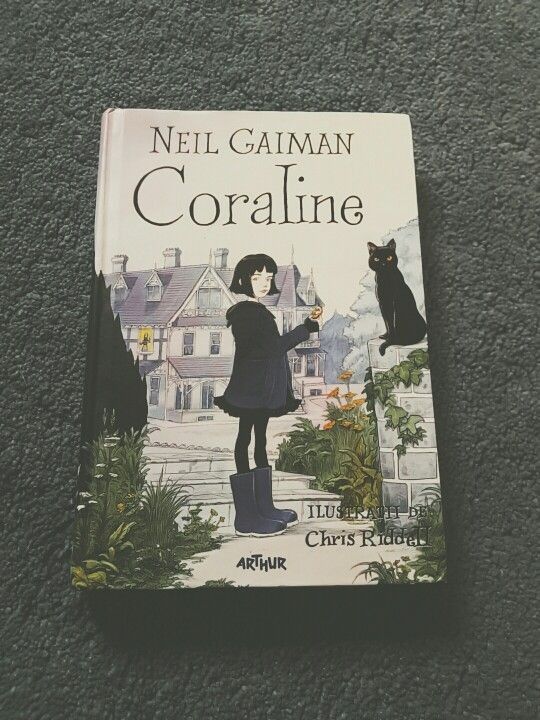 NEIL GAIMAN
Coraline
ILUSTRAȚII DE
Chris Riddell
ARTHUR